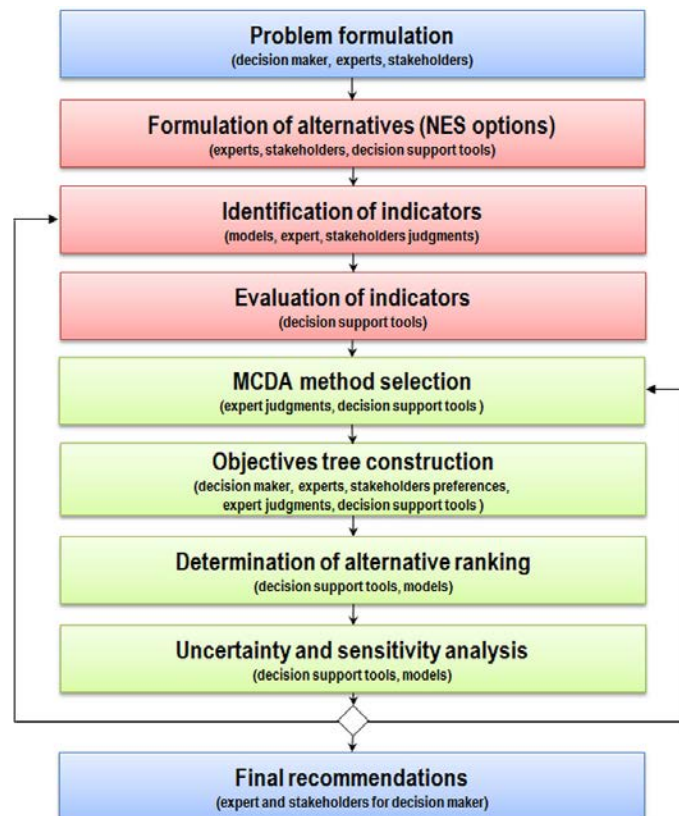 Problem formulation
(decision maker, experts, stakeholders)
Formulation of alternatives (NES options)
(experts, stakeholders, decision support tools)
Identification of indicators
(models, expert, stakeholders judgments)
Evaluation of indicators
(decision support tools)
MCDA method selection
(expert judgments, decision support tools )
Objectives tree construction
(decision maker, experts, stakeholders preferences,
expert judgments, decision support tools )
Determination of alternative ranking
(decision support tools, models)
Uncertainty and sensitivity analysis
(decision support tools, models)
Final recommendations
(expert and stakeholders for decision maker)